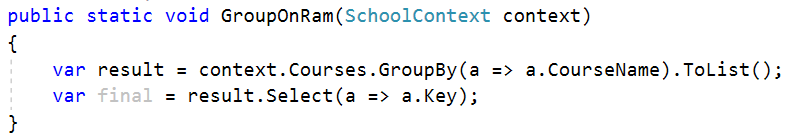 public static void GroupOnRam(SchoolContext context)
{
    var result = context.Courses.GroupBy(a => a.CourseName).ToList();
    var final = result.Select(a => a.Key);
}